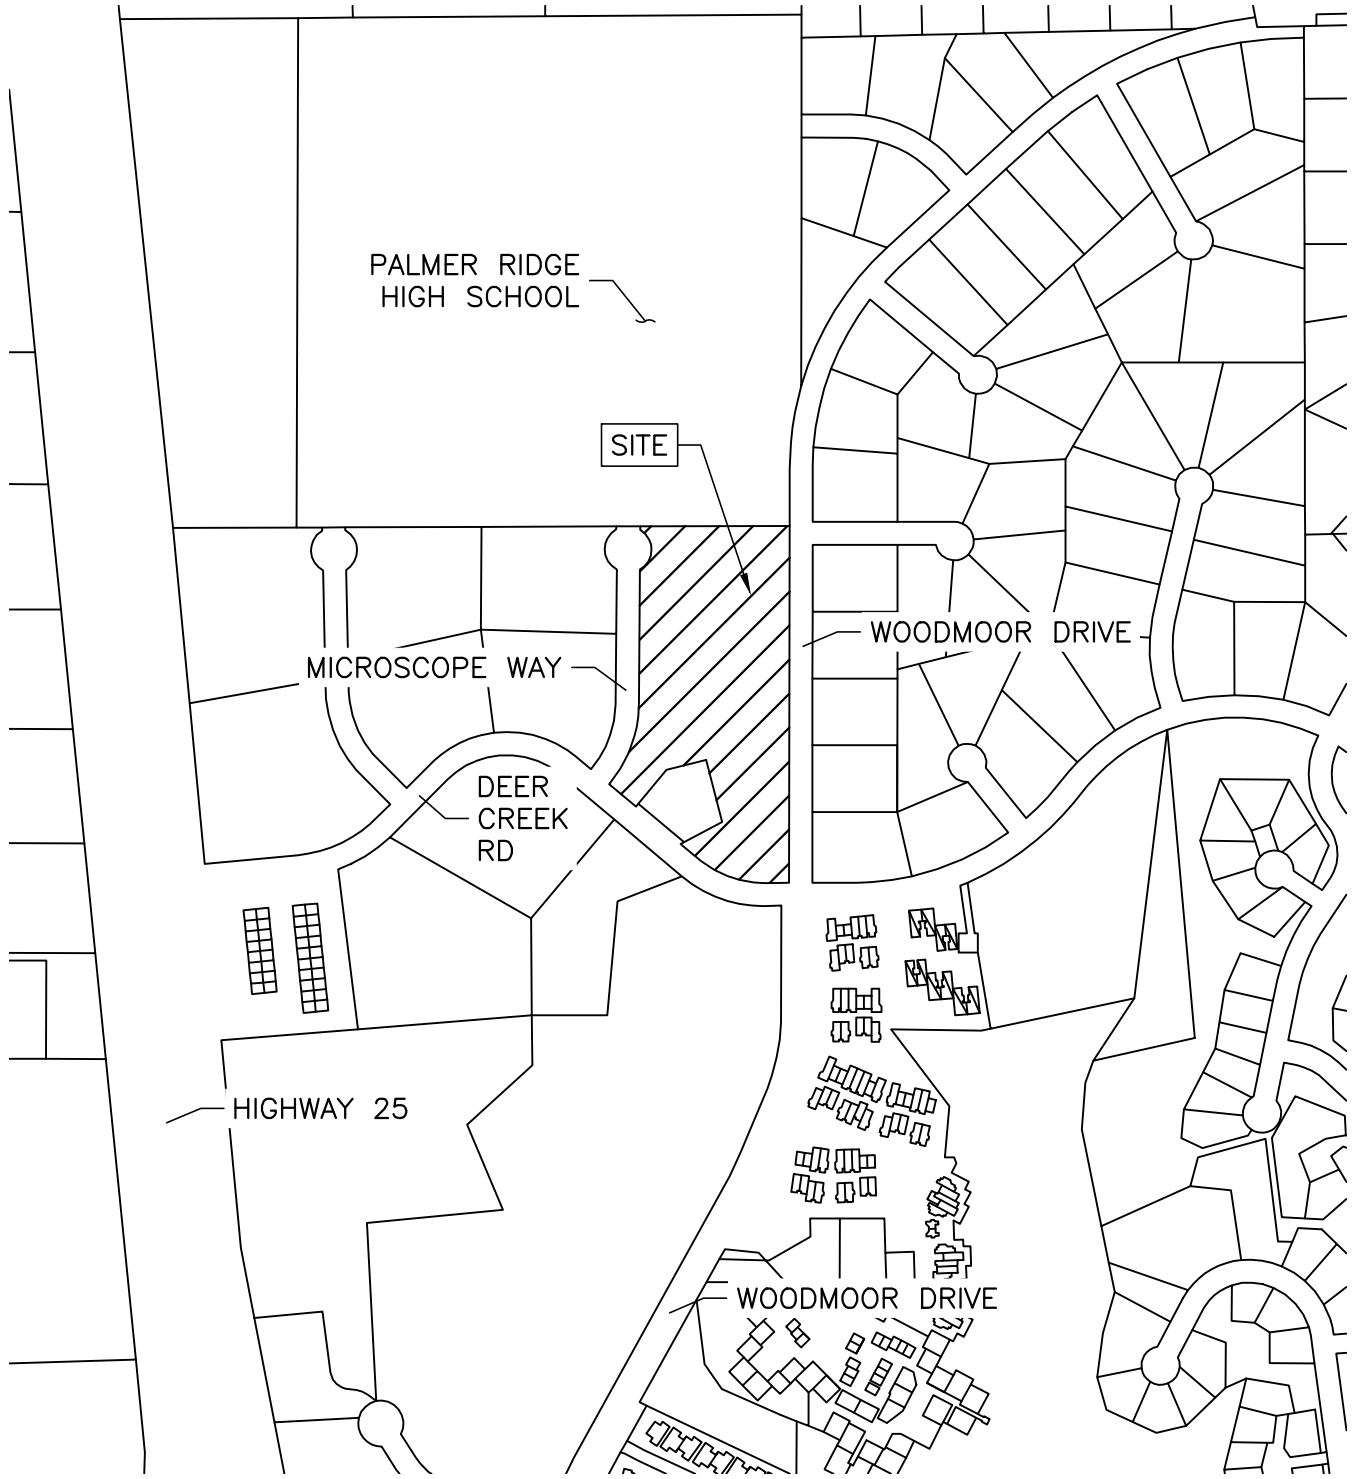 PALMER RIDGE
HIGH SCHOOL
SITE
WOODMOOR DRIVE
MICROSCOPE WAY
DEER
CREEK
RD
HIGHWAY 25
WOODMOOR DRIVE